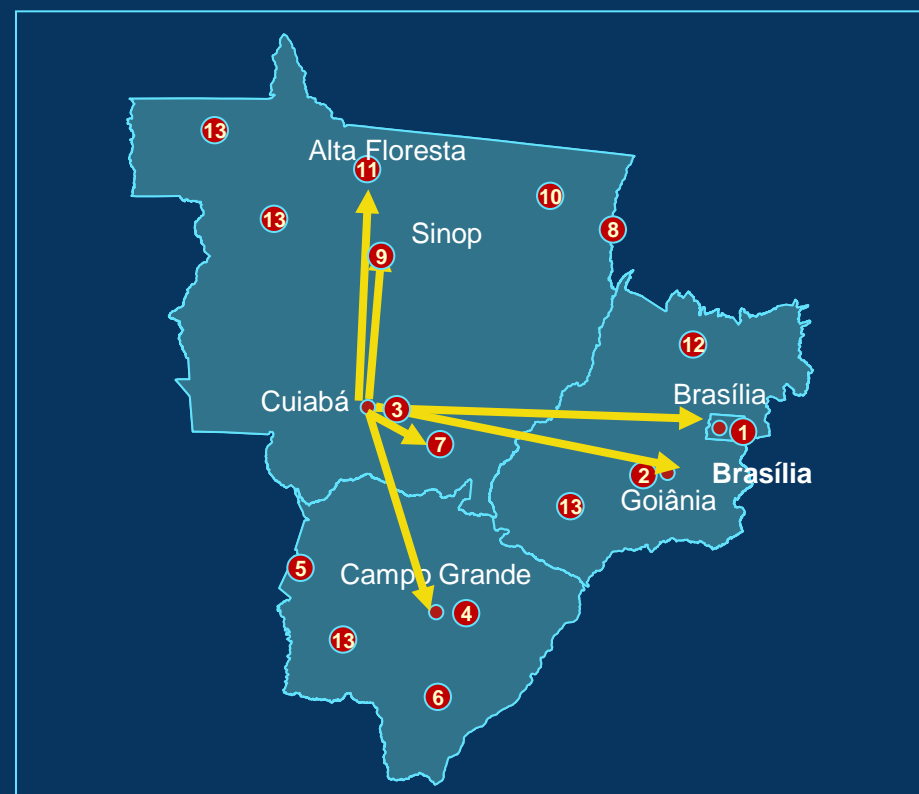 13
Alta Floresta
11
10
13
Sinop
8
9
12
Brasília
Cuiabá
3
1
7
2
Brasília
Goiânia
13
5
Campo Grande
4
13
6